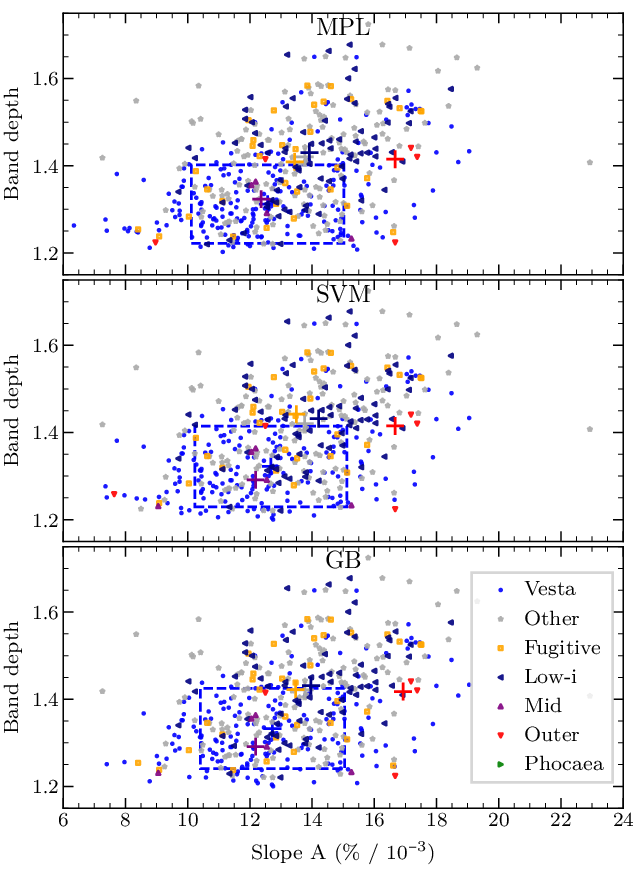 MPL
1.6
1.4
1.2
Band depth
SVM
1.6
1.4
1.2
Band depth
GB
1.6
1.4
1.2
Band depth
Vesta
Other
Fugitive
Low-i
Mid
Outer
Phocaea
6 8 10 12 14 16 18 20 22 24
Slope A (% / 10⁻³)